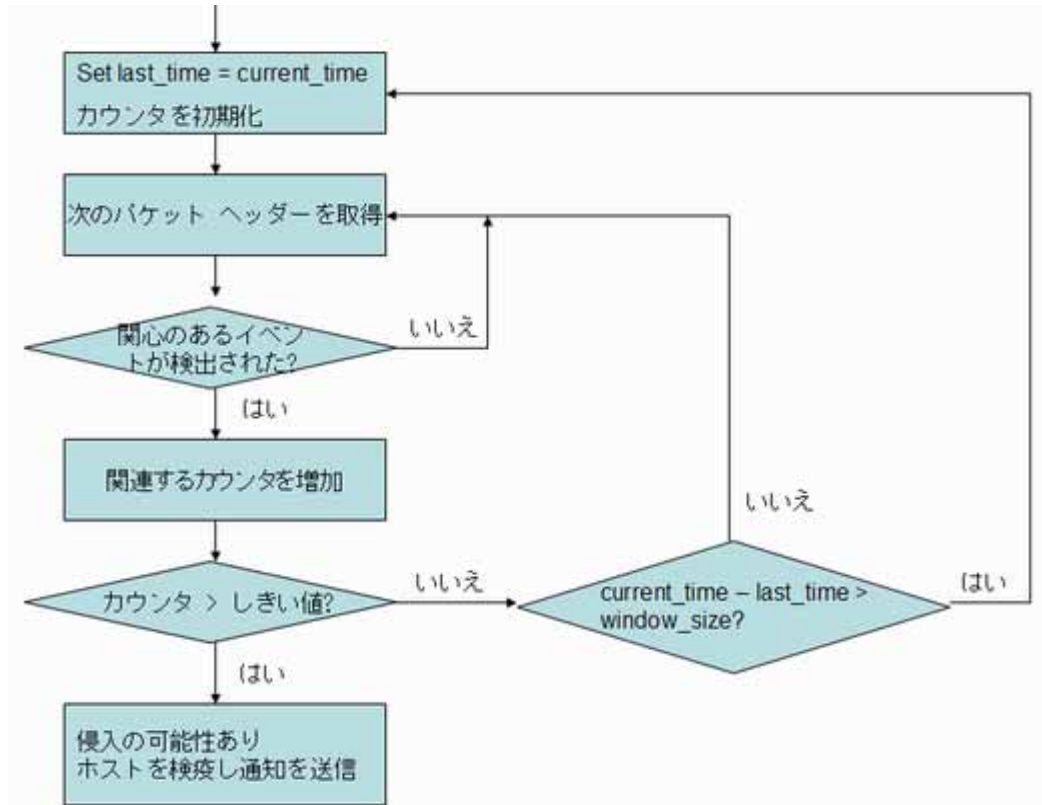 Set last_time = current_time
カウンタを初期化
次のパケット ヘッダーを取得
関心のあるイベン
トが検出された?
いいえ
はい
関連するカウンタを増加
いいえ
カウンタ > しきい値?
いいえ
current_time – last_time >
window_size?
はい
はい
侵入の可能性あり
ホストを検疫し通知を送信